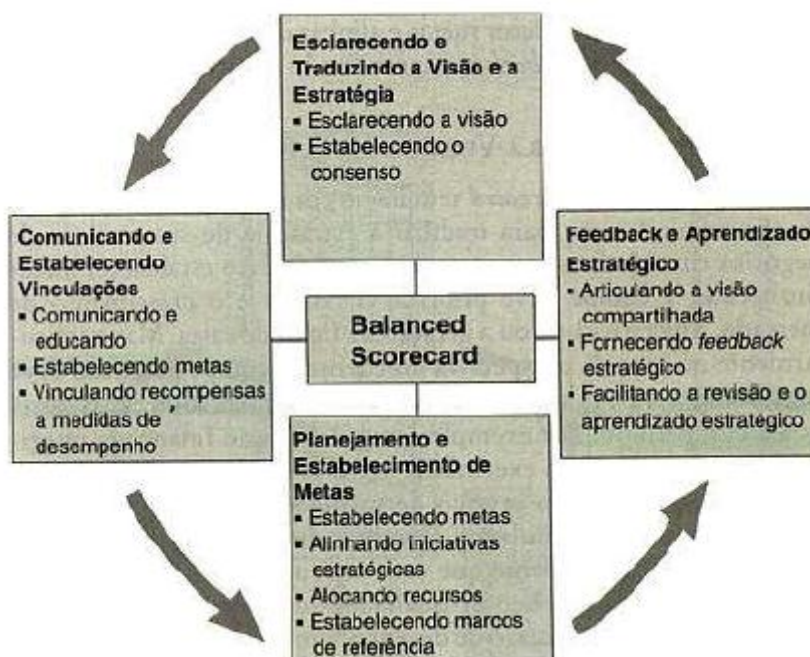 Esclarecendo e
Traduzindo a Visão e a
Estratégia
▪ Esclarecendo a visão
▪ Estabelecendo o
consenso
Comunicando e
Estabelecendo
Vinculações
▪ Comunicando e
educando
▪ Estabelecendo metas
▪ Vinculando recompensas
a medidas de
desempenho
Balanced
Scorecard
Feedback e Aprendizado
Estratégico
▪ Articulando a visão
compartilhada
▪ Fornecendo feedback
estratégico
▪ Facilitando a revisão e o
aprendizado estratégico
Planejamento e
Estabelecimento de
Metas
▪ Estabelecendo metas
▪ Alinhando iniciativas
estratégicas
▪ Alocando recursos
▪ Estabelecendo marcos
de referência